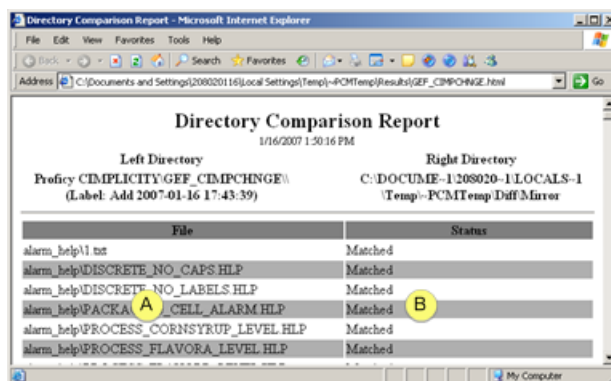 Directory Comparison Report - Microsoft Internet Explorer
File Edit View Favorites Tools Help
Back Search Favorites
Address C:\Documents and Settings\208020116\Local Settings\Temp\~PCMTemp\Results\GEF_CIMPCHNGE.html Go
Directory Comparison Report
1/16/2007 1:50:16 PM
Left Directory Right Directory
Proficy CIMPLICITY\GEF_CIMPCHNGE\\ C:\DOCUME~1\208020~1\LOCALS~1
(Label: Add 2007-01-16 17:43:39) \Temp\~PCMTemp\Diff\Mirror
File Status
alarm_help\1.txt Matched
alarm_help\DISCRETE_NO_CAPS.HLP Matched
alarm_help\DISCRETE_NO_LABELS.HLP Matched
alarm_help\PACKA A CELL_ALARM.HLP Matched B
alarm_help\PROCESS_CORNSYRUP_LEVEL.HLP Matched
alarm_help\PROCESS_FLAVORA_LEVEL.HLP Matched
My Computer